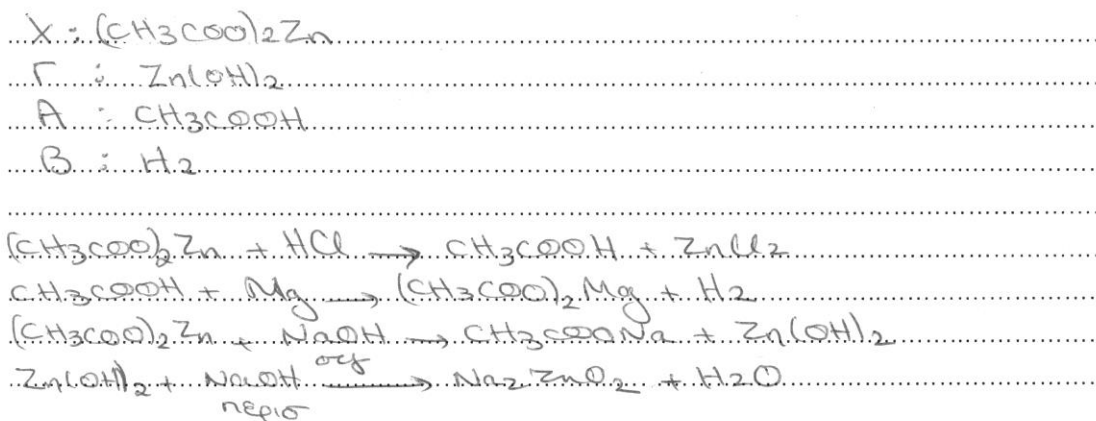 X : (CH3COO)2Zn
Γ : Zn(OH)2
A : CH3COOH
B : H2
(CH3COO)2Zn + HCl → CH3COOH + ZnCl2
CH3COOH + Mg → (CH3COO)2Mg + H2
(CH3COO)2Zn + NaOH → CH3COONa + Zn(OH)2
Zn(OH)2 + NaOH → Na2ZnO2 + H2O
περισ